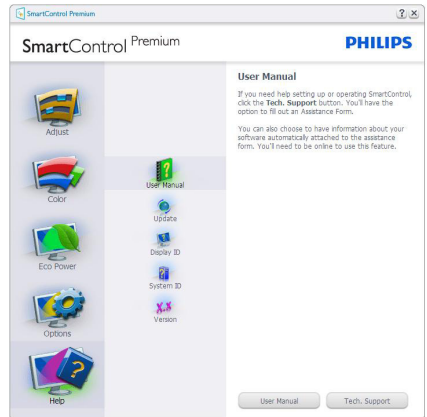 SmartControl Premium
SmartControl Premium
PHILIPS
Adjust
Color
Eco Power
Options
Help
User Manual
Update
Display ID
System ID
X.X
Version
User Manual
If you need help setting up or operating SmartControl,
click the Tech. Support button. You'll have the
option to fill out an Assistance Form.
You can also choose to have information about your
software automatically attached to the assistance
form. You'll need to be online to use this feature.
User Manual
Tech. Support